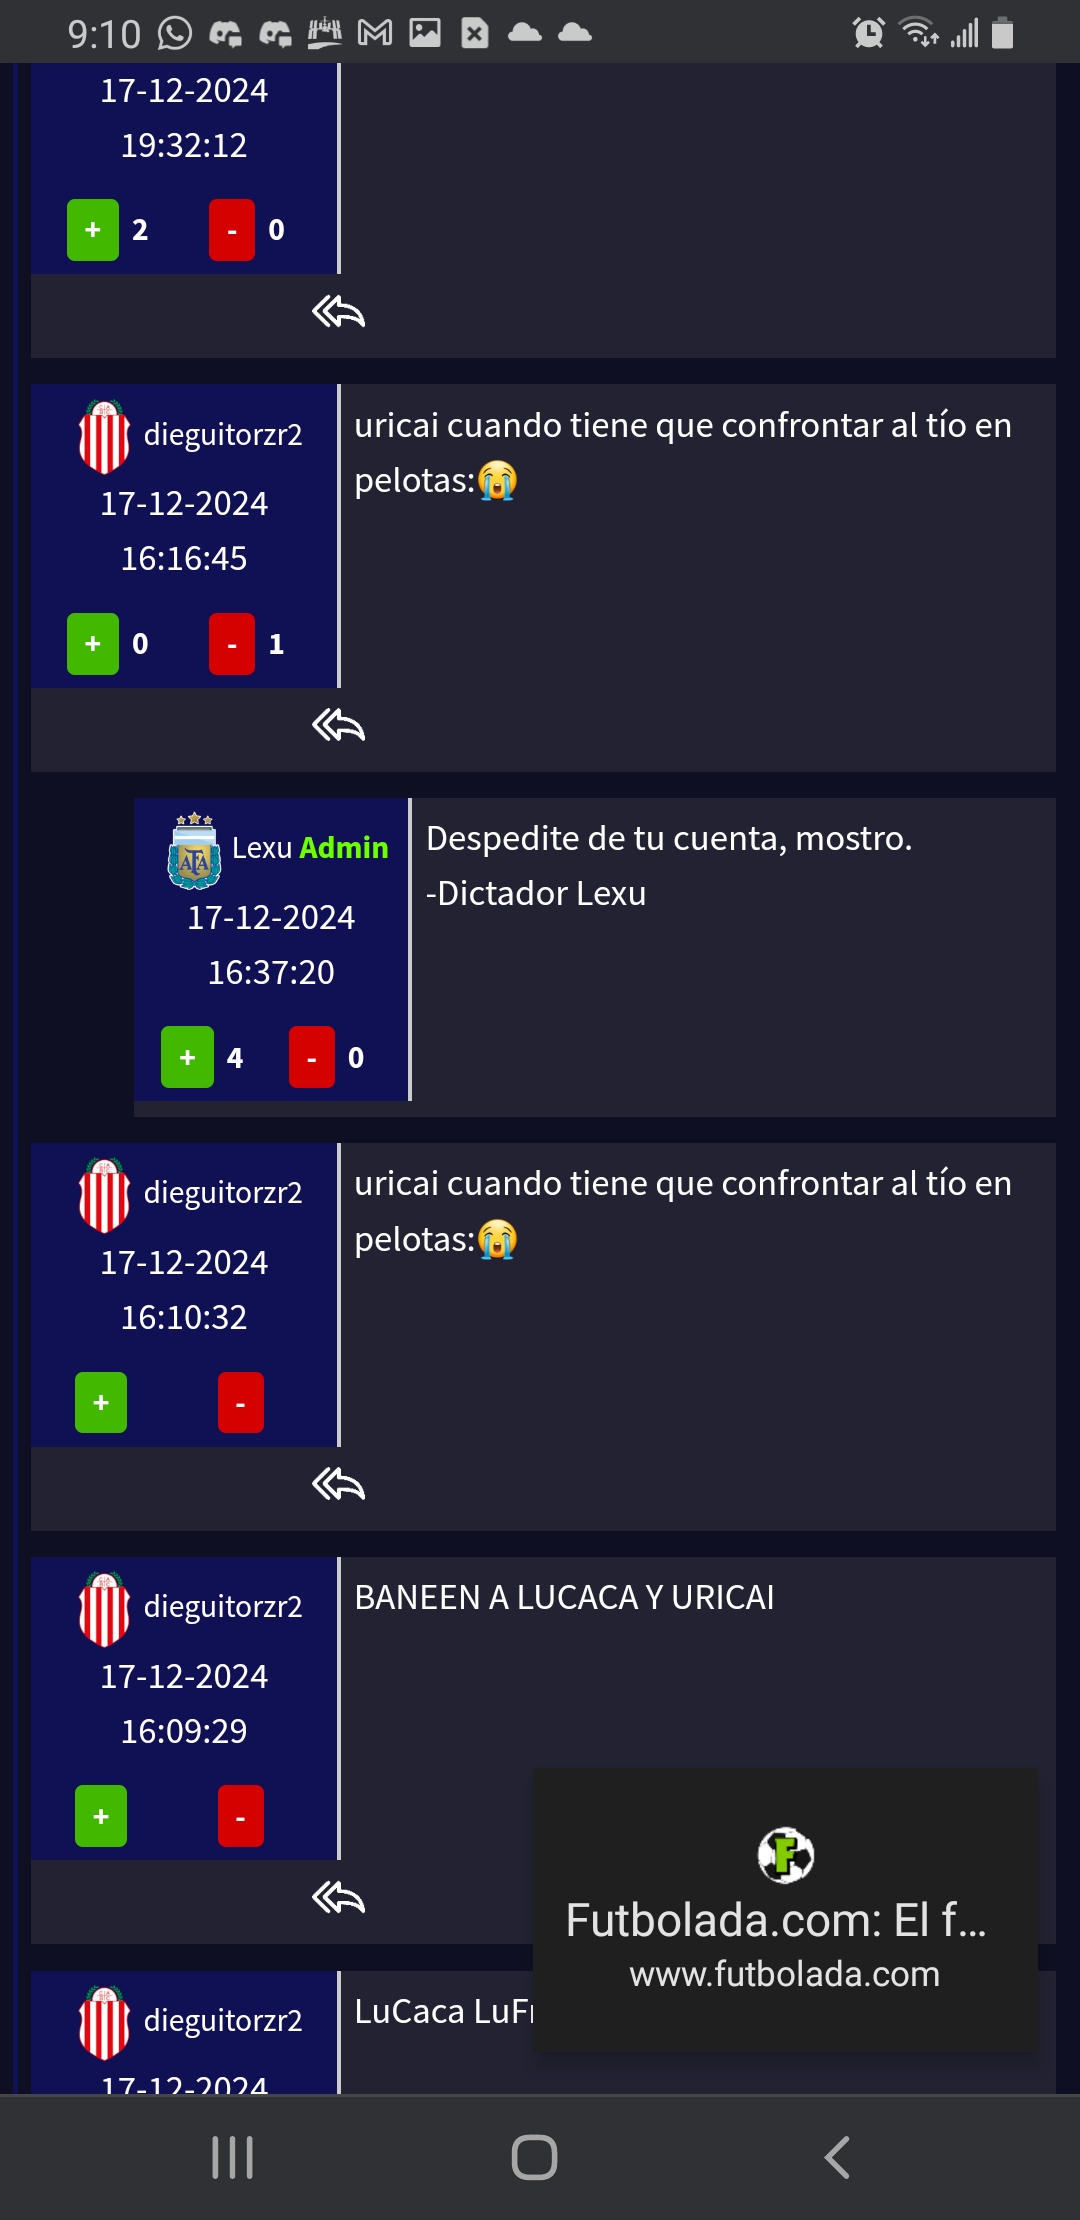 9:10
17-12-2024
19:32:12
+ 2 - 0
dieguitorzr2
17-12-2024
16:16:45
+ 0 - 1
uricai cuando tiene que confrontar al tío en
pelotas:😭
Lexu Admin
17-12-2024
16:37:20
+ 4 - 0
Despedite de tu cuenta, mostro.
-Dictador Lexu
dieguitorzr2
17-12-2024
16:10:32
+ -
uricai cuando tiene que confrontar al tío en
pelotas:😭
dieguitorzr2
17-12-2024
16:09:29
+ -
BANEEN A LUCACA Y URICAI
F
Futbolada.com: El f...
www.futbolada.com
dieguitorzr2
17-12-2024
LuCaca